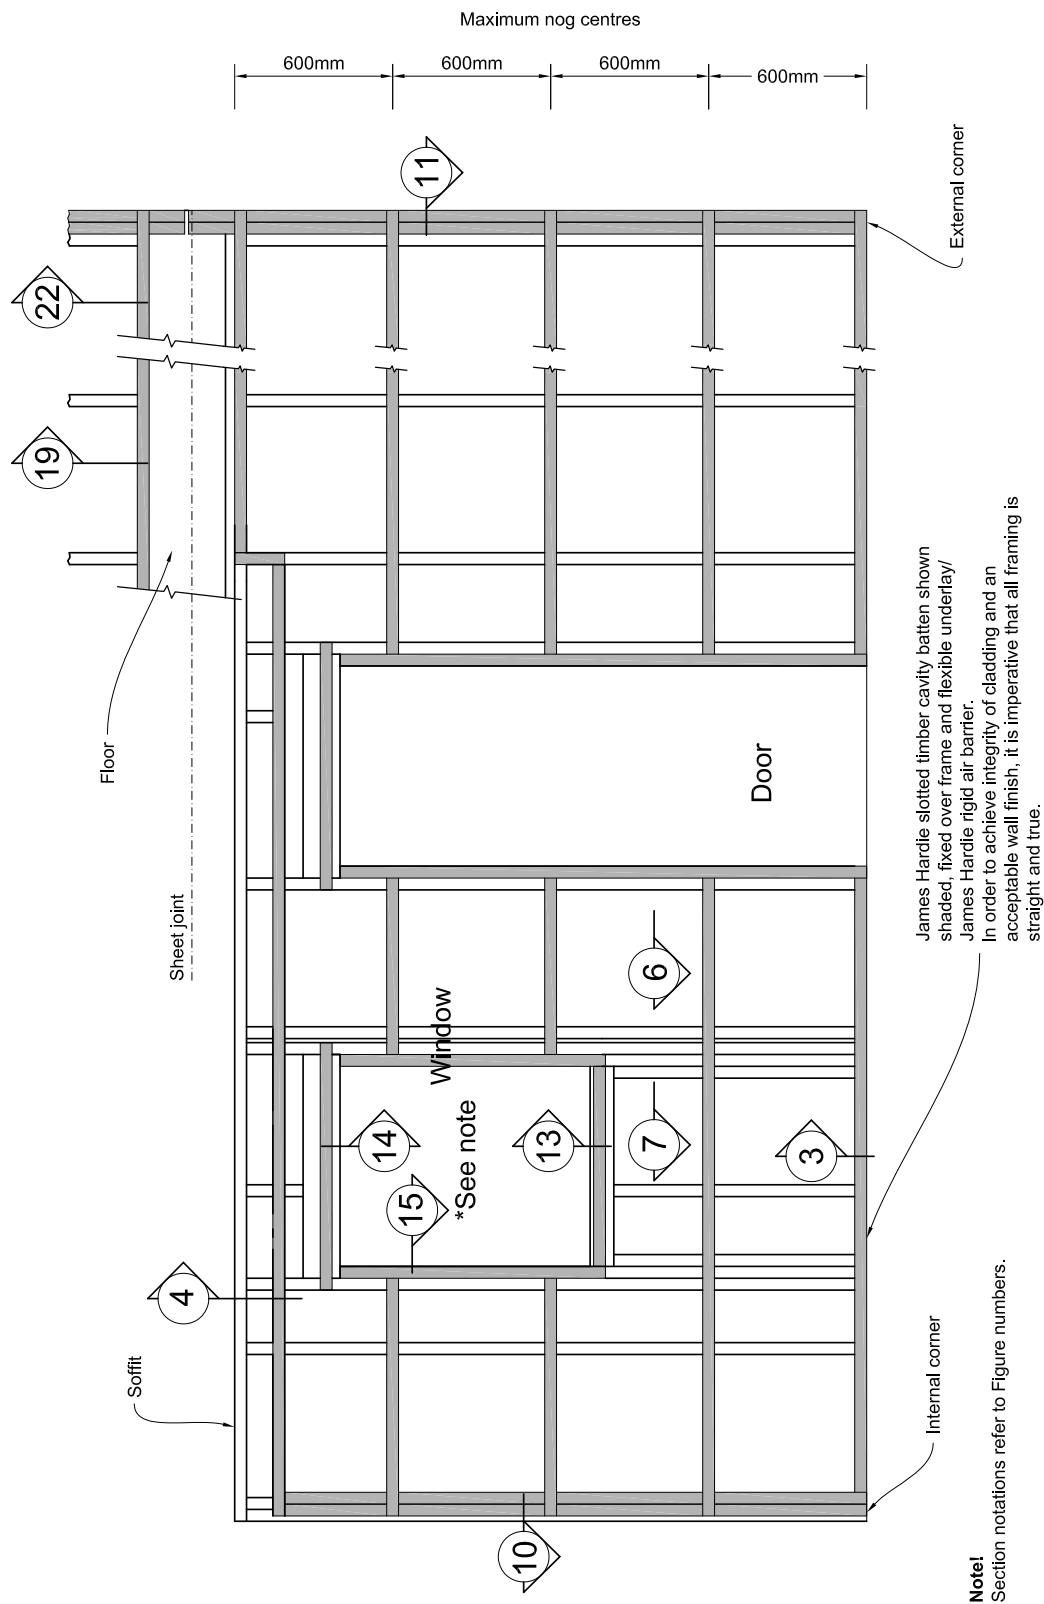 Maximum nog centres
600mm
600mm
600mm
600mm
11
22
19
External corner
Floor
Sheet joint
Door
6
Window
*See note
14
13
15
7
3
4
Soffit
10
Internal corner
James Hardie slotted timber cavity batten shown
shaded, fixed over frame and flexible underlay/
James Hardie rigid air barrier.
In order to achieve integrity of cladding and an
acceptable wall finish, it is imperative that all framing is
straight and true.
Note!
Section notations refer to Figure numbers.